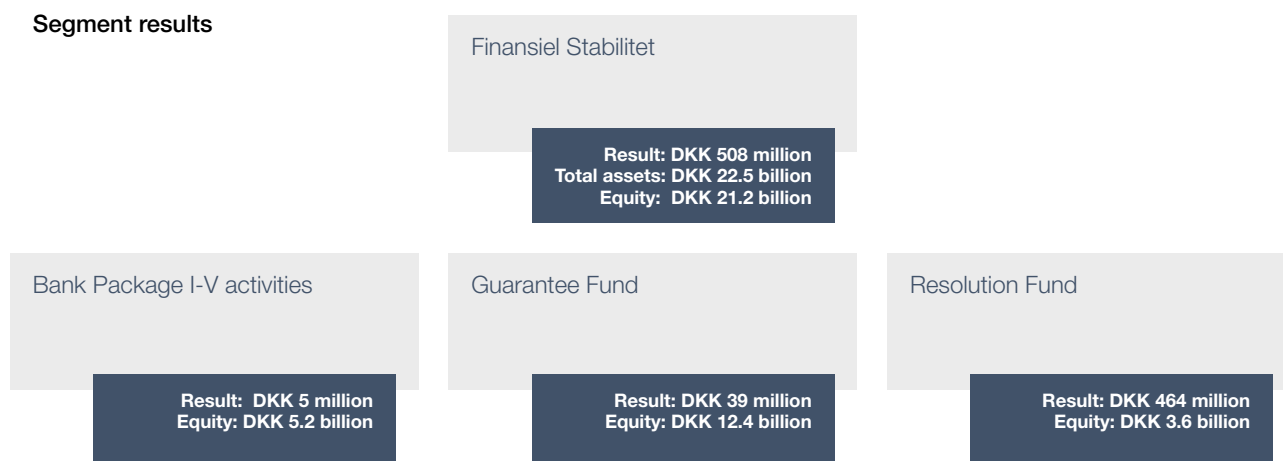 Segment results
Finansiel Stabilitet
Result: DKK 508 million
Total assets: DKK 22.5 billion
Equity: DKK 21.2 billion
Bank Package I-V activities
Result: DKK 5 million
Equity: DKK 5.2 billion
Guarantee Fund
Result: DKK 39 million
Equity: DKK 12.4 billion
Resolution Fund
Result: DKK 464 million
Equity: DKK 3.6 billion